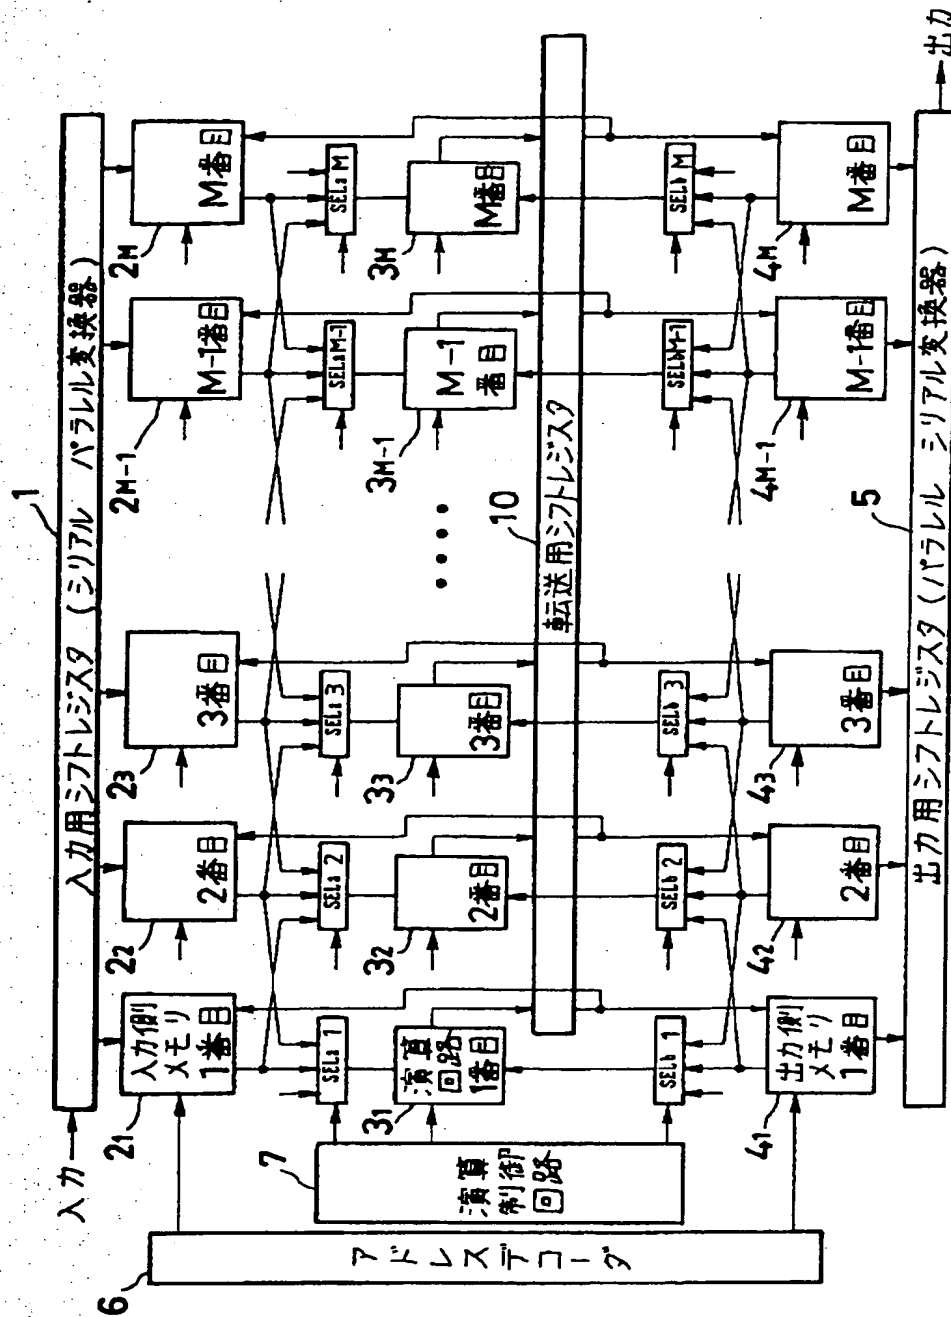 1
入力用シフトレジスタ (シリアル パラレル変換器)
入力
21
入力側
メモリ
1番目
22
2番目
23
3番目
2M-1
M-1番目
2M
M番目
SELa 1
SELa 2
SELa 3
SELa M-1
SELa M
7
演算
制御
回路
31
演算
回路
1番目
32
2番目
33
3番目
3M-1
M-1
番目
3M
M番目
10
転送用シフトレジスタ
SELb 1
SELb 2
SELb 3
SELb M-1
SELb M
41
出力側
メモリ
1番目
42
2番目
43
3番目
4M-1
M-1番目
4M
M番目
5
出力用シフトレジスタ (パラレル シリアル変換器)
出力
6
アドレスデコーダ